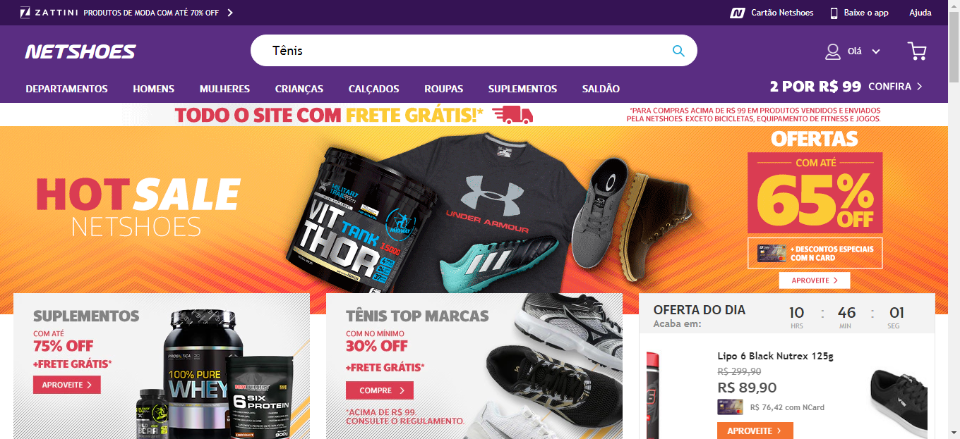 ZATTINI PRODUTOS DE MODA COM ATÉ 70% OFF
Cartão Netshoes Baixe o app Ajuda
NETSHOES
Tênis
Olá
DEPARTAMENTOS HOMENS MULHERES CRIANÇAS CALÇADOS ROUPAS SUPLEMENTOS SALDÃO
2 POR R$ 99 CONFIRA
TODO O SITE COM FRETE GRÁTIS!*
*PARA COMPRAS ACIMA DE R$ 99 EM PRODUTOS VENDIDOS E ENVIADOS
PELA NETSHOES. EXCETO BICICLETAS, EQUIPAMENTO DE FITNESS E JOGOS.
HOT SALE
NETSHOES
MILITARY
TRAIL
VIT
TANK
THOR
UNDER ARMOUR
OFERTAS
COM ATÉ
65%
OFF
+ DESCONTOS ESPECIAIS
COM N CARD
APROVEITE
SUPLEMENTOS
COM ATÉ
75% OFF
+FRETE GRÁTIS*
APROVEITE
100% PURE
WHEY
6 SIX
PROTEIN
TÊNIS TOP MARCAS
COM NO MÍNIMO
30% OFF
+FRETE GRÁTIS*
COMPRE
*ACIMA DE R$ 99.
CONSULTE O REGULAMENTO.
OFERTA DO DIA
Acaba em:
10 : 46 : 01
HRS MIN SEG
Lipo 6 Black Nutrex 125g
R$ 299,90
R$ 89,90
R$ 76,42 com NCard
APROVEITE